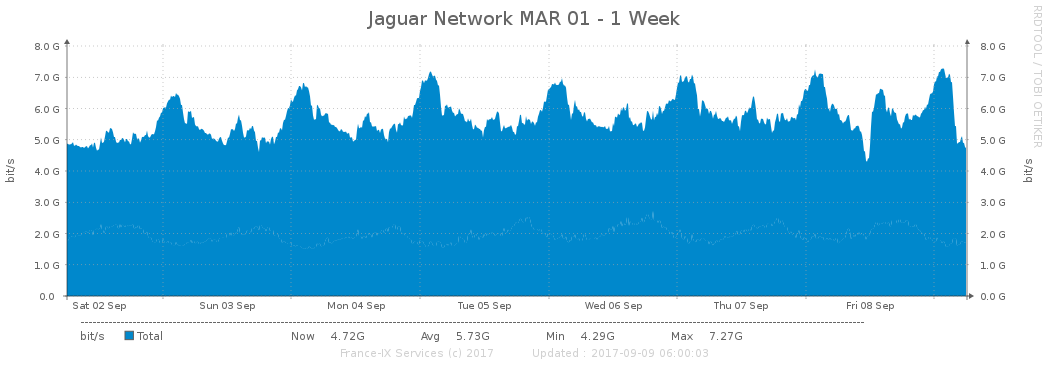 Jaguar Network MAR 01 - 1 Week
RRDTOOL / TOBI OETIKER
8.0 G 8.0 G
7.0 G 7.0 G
6.0 G 6.0 G
5.0 G 5.0 G
4.0 G 4.0 G
3.0 G 3.0 G
2.0 G 2.0 G
1.0 G 1.0 G
0.0 0.0 G
bit/s bit/s
Sat 02 Sep Sun 03 Sep Mon 04 Sep Tue 05 Sep Wed 06 Sep Thu 07 Sep Fri 08 Sep
bit/s Total Now 4.72G Avg 5.73G Min 4.29G Max 7.27G
France-IX Services (c) 2017 Updated : 2017-09-09 06:00:03